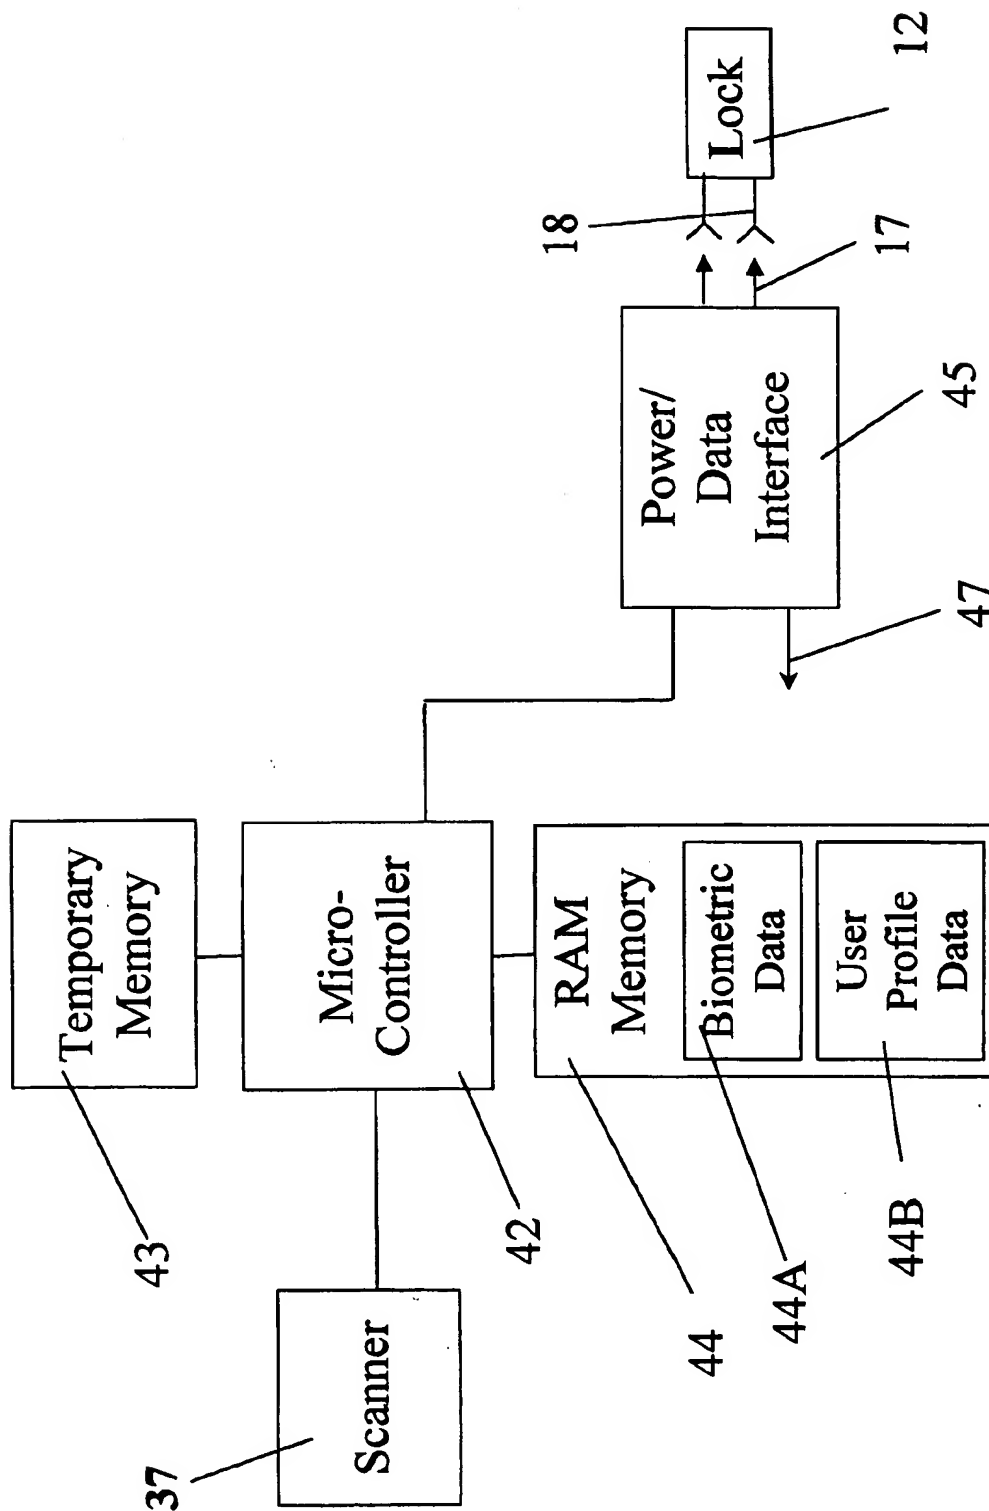 37
Scanner
43
Temporary
Memory
Micro-
Controller
42
44
RAM
Memory
44A
Biometric
Data
44B
User
Profile
Data
47
Power/
Data
Interface
45
18
17
Lock
12